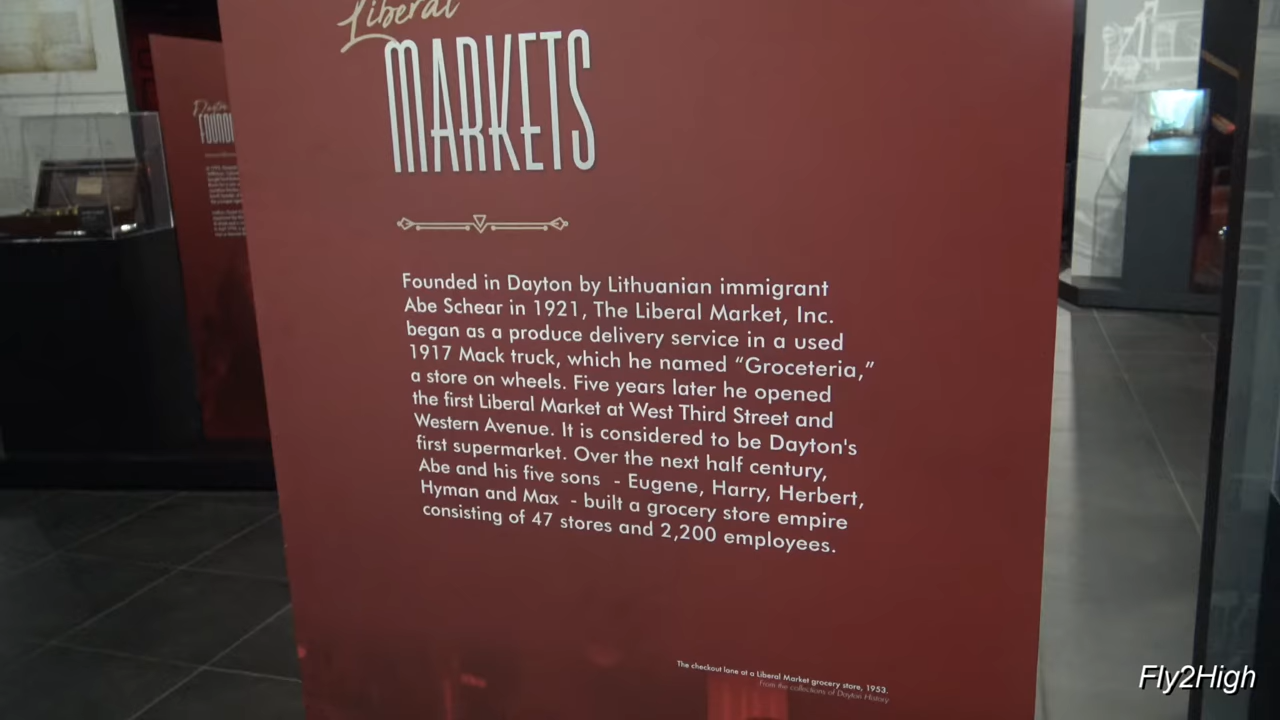 Liberal
MARKETS
Founded in Dayton by Lithuanian immigrant
Abe Schear in 1921, The Liberal Market, Inc.
began as a produce delivery service in a used
1917 Mack truck, which he named “Groceteria,”
a store on wheels. Five years later he opened
the first Liberal Market at West Third Street and
Western Avenue. It is considered to be Dayton's
first supermarket. Over the next half century,
Abe and his five sons - Eugene, Harry, Herbert,
Hyman and Max - built a grocery store empire
consisting of 47 stores and 2,200 employees.
The checkout lane at a Liberal Market grocery store, 1953.
From the collections of Dayton History
Dayton
Fly2High